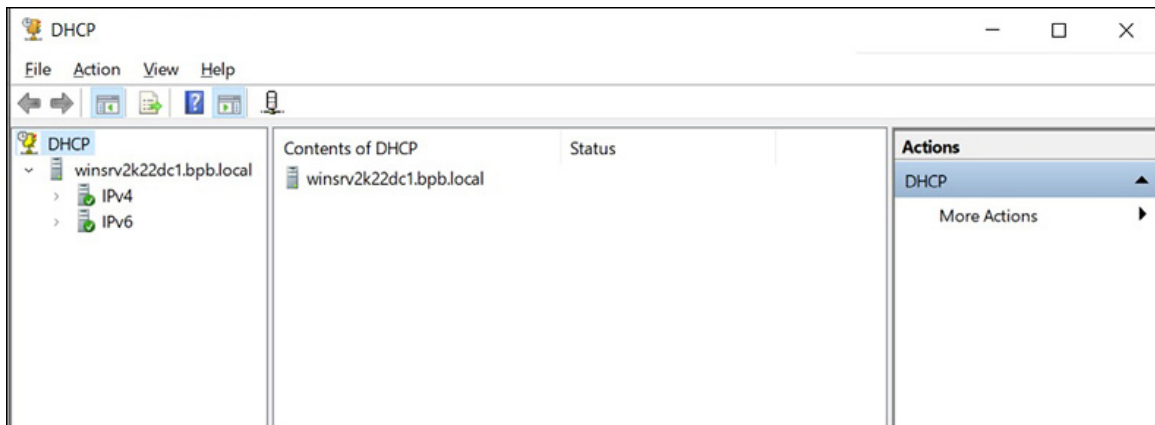 DHCP
File Action View Help
DHCP
winsrv2k22dc1.bpb.local
IPv4
IPv6
Contents of DHCP Status
winsrv2k22dc1.bpb.local
Actions
DHCP
More Actions